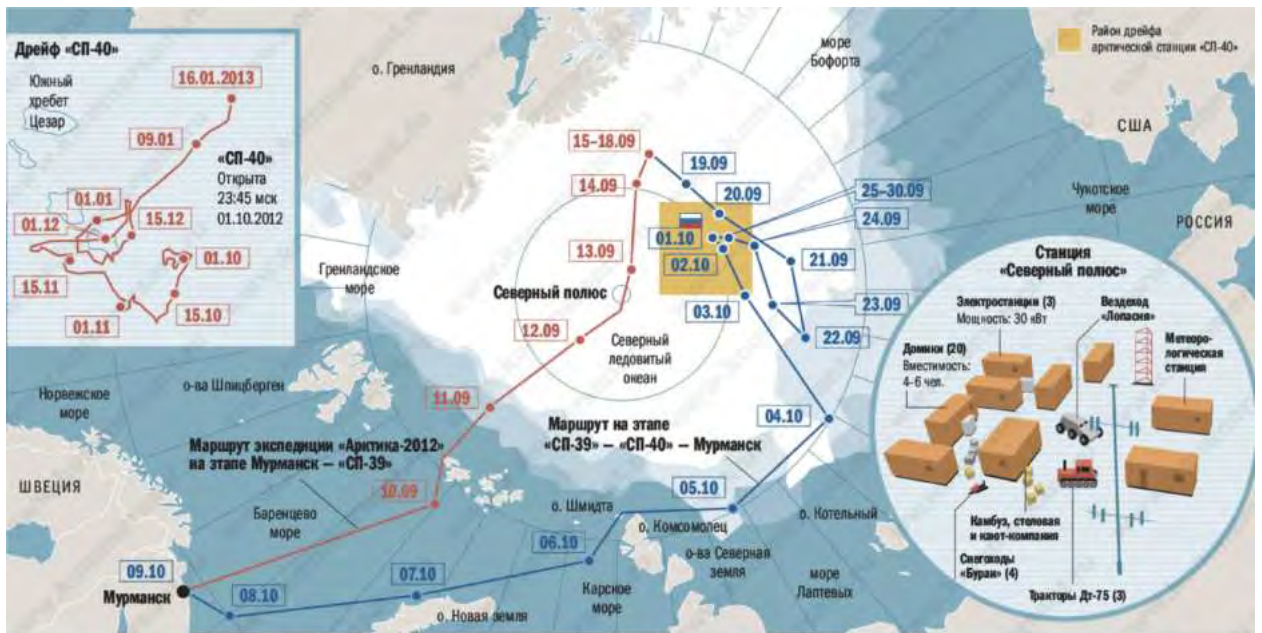 Дрейф «СП-40»
Южный
хребет
Цезар
16.01.2013
09.01
«СП-40»
Открыта
23:45 мск
01.10.2012
01.01
01.12
15.12
01.10
15.11
01.11
15.10
о. Гренландия
море
Бофорта
Район дрейфа
арктической станции «СП-40»
США
Чукотское
море
РОССИЯ
15–18.09
19.09
14.09
20.09
25–30.09
24.09
01.10
02.10
13.09
21.09
Гренландское
море
Северный полюс
03.10
23.09
12.09
22.09
Северный
ледовитый
океан
о-ва Шпицберген
Норвежское
море
11.09
04.10
Маршрут на этапе
«СП-39» — «СП-40» — Мурманск
Маршрут экспедиции «Арктика-2012»
на этапе Мурманск — «СП-39»
ШВЕЦИЯ
10.09
05.10
Баренцево
море
о. Шмидта
о. Комсомолец
о. Котельный
06.10
о-ва Северная
земля
09.10
07.10
Карское
море
море
Лаптевых
Мурманск
08.10
о. Новая земля
Станция
«Северный полюс»
Электростанции (3)
Мощность: 30 кВт
Вездеход
«Лопасня»
Домики (20)
Вместимость:
4–6 чел.
Метеоро-
логическая
станция
Камбуз, столовая
и кают-компания
Снегоходы
«Буран» (4)
Тракторы Дт-75 (3)